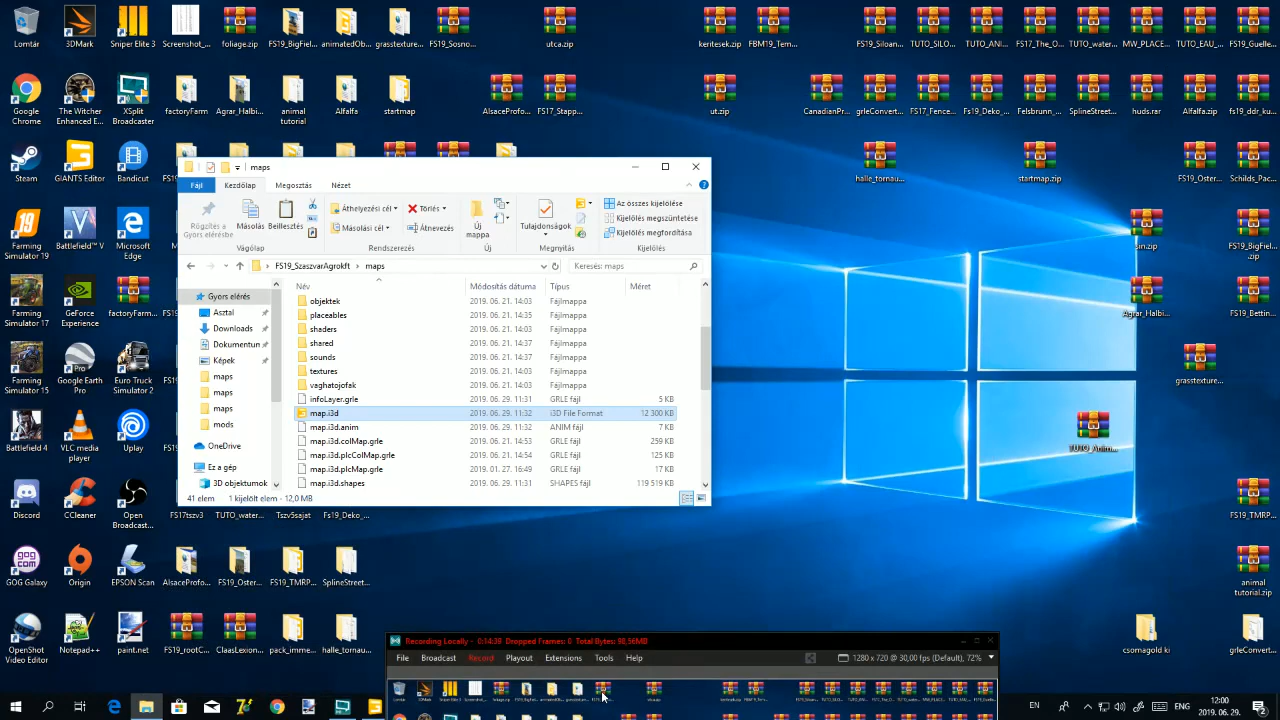 Lomtár
3DMark
Sniper Elite 3
Screenshot_...
foliage.zip
FS19_BigFiel...
animatedOb...
grasstexture...
FS19_Sosno...
utca.zip
keritesek.zip
FBM19_Tern...
FS19_Siloan...
TUTO_SILO...
TUTO_ANI...
FS17_The_O...
TUTO_water...
MW_PLACE...
TUTO_EAU_...
FS19_Guelle...
Google
Chrome
The Witcher
Enhanced E...
XSplit
Broadcaster
factoryFarm
Agrar_Halbi...
animal
tutorial
Alfalfa
startmap
AlsaceProfo...
FS17_Stapp...
ut.zip
CanadianPr...
grleConvert...
FS17_Fence...
Fs19_Deko_...
Felsbrunn_...
SplineStreet...
huds.rar
Alfalfa.zip
fs19_ddr_ku...
Steam
GIANTS Editor
Bandicut
halle_tornau...
startmap.zip
FS19_Oster...
Schilds_Pac...
Farming
Simulator 19
Battlefield™ V
Microsoft
Edge
FS19_BigFiel...
.zip
Farming
Simulator 17
GeForce
Experience
factoryFarm...
Agrar_Halbi...
FS19_Bettin...
Farming
Simulator 15
Google Earth
Pro
Euro Truck
Simulator 2
grasstexture...
Battlefield 4
VLC media
player
Uplay
TUTO_Anim...
Discord
CCleaner
Open
Broadcast...
FS17tszv3
TUTO_water...
Tszv5sajat
Fs19_Deko_...
FS19_TMRP...
GOG Galaxy
Origin
EPSON Scan
AlsaceProfo...
FS19_Oster...
FS19_TMRP...
SplineStreet...
animal
tutorial.zip
OpenShot
Video Editor
Notepad++
paint.net
FS19_rootC...
ClaasLexion...
pack_imme...
halle_tornau...
csomagold ki
grleConvert...
maps
Fájl
Kezdőlap
Megosztás
Nézet
Rögzítés a
Gyors elérésbe
Másolás
Beillesztés
Áthelyezési cél
Másolási cél
Törlés
Átnevezés
Új
mappa
Tulajdonságok
Az összes kijelölése
Kijelölés megszüntetése
Kijelölés megfordítása
Vágólap
Rendszerezés
Új
Megnyitás
Kijelölés
FS19_SzaszvarAgrokft
maps
Keresés: maps
Név
Módosítás dátuma
Típus
Méret
Gyors elérés
Asztal
Downloads
Dokumentum
Képek
maps
maps
maps
mods
OneDrive
Ez a gép
3D objektumok
objektek 2019. 06. 21. 14:03 Fájlmappa
placeables 2019. 06. 21. 14:35 Fájlmappa
shaders 2019. 06. 21. 14:03 Fájlmappa
shared 2019. 06. 21. 14:37 Fájlmappa
sounds 2019. 06. 21. 14:37 Fájlmappa
textures 2019. 06. 21. 14:03 Fájlmappa
vaghatojofak 2019. 06. 21. 14:03 Fájlmappa
infoLayer.grle 2019. 06. 29. 11:31 GRLE fájl 5 KB
map.i3d 2019. 06. 29. 11:32 i3D File Format 12 300 KB
map.i3d.anim 2019. 06. 29. 11:32 ANIM fájl 7 KB
map.i3d.colMap.grle 2019. 06. 21. 14:53 GRLE fájl 259 KB
map.i3d.plcColMap.grle 2019. 06. 21. 14:54 GRLE fájl 125 KB
map.i3d.plcMap.grle 2019. 01. 27. 16:49 GRLE fájl 17 KB
map.i3d.shapes 2019. 06. 29. 11:31 SHAPES fájl 119 519 KB
41 elem
1 kijelölt elem - 12,0 MB
Recording Locally - 0:14:39 Dropped Frames: 0 Total Bytes: 98,56MB
File
Broadcast
Record
Playout
Extensions
Tools
Help
1280 x 720 @ 30,00 fps (Default), 72%
EN
12:00
2019. 06. 29.